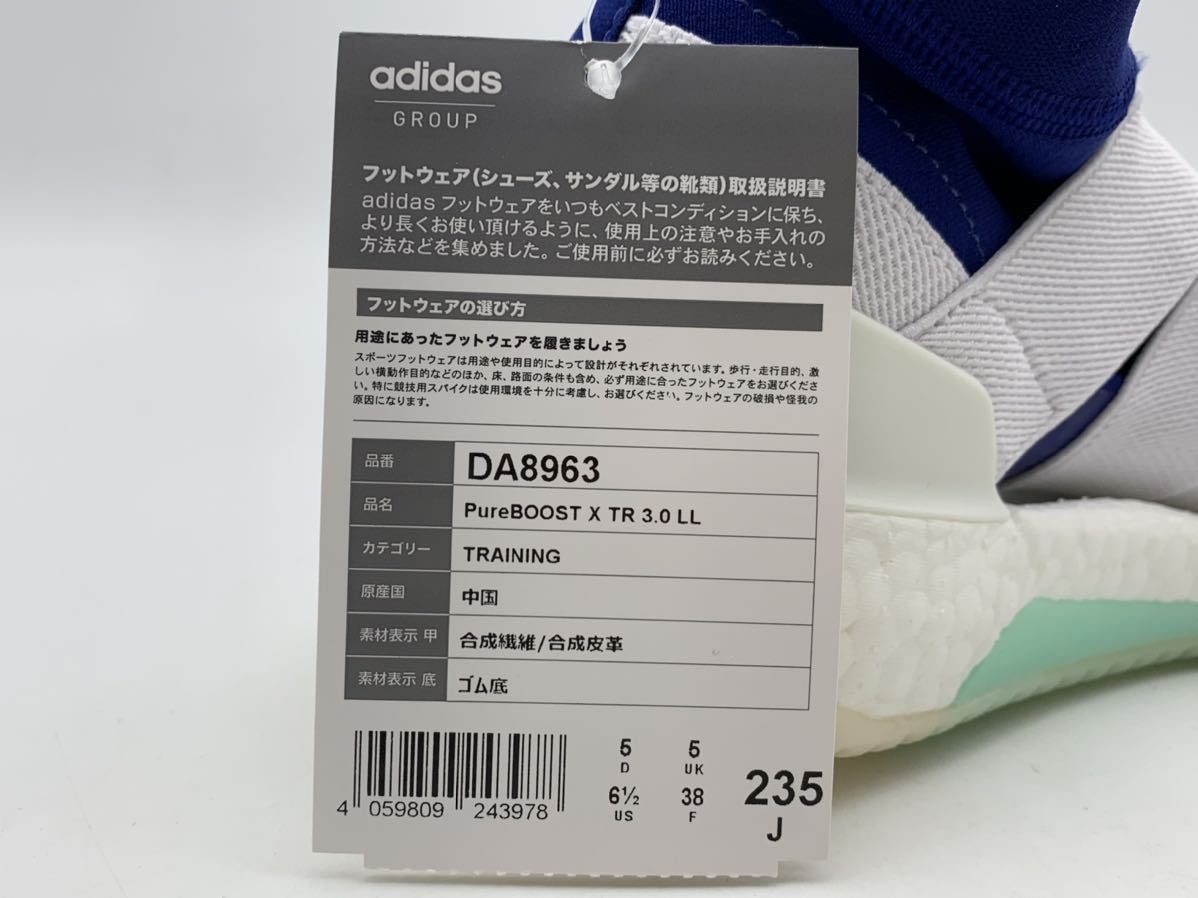 adidas
GROUP
フットウェア(シューズ、サンダル等の靴類)取扱説明書
adidas フットウェアをいつもベストコンディションに保ち、
より長くお使い頂けるように、使用上の注意やお手入れの
方法などを集めました。ご使用前に必ずお読みください。
フットウェアの選び方
用途にあったフットウェアを履きましょう
スポーツフットウェアは用途や使用目的によって設計がそれぞれされています。歩行・走行目的、激
しい横動作目的などのほか、床、路面の条件も含め、必ず用途に合ったフットウェアをお選びくださ
い。特に競技用スパイクは使用環境を十分に考慮し、お選びください。フットウェアの破損や怪我の
原因になります。
品番 DA8963
品名 PureBOOST X TR 3.0 LL
カテゴリー TRAINING
原産国 中国
素材表示 甲 合成繊維/合成皮革
素材表示 底 ゴム底
4 059809 243978
5 5
D UK
6½ 38
US F
235
J